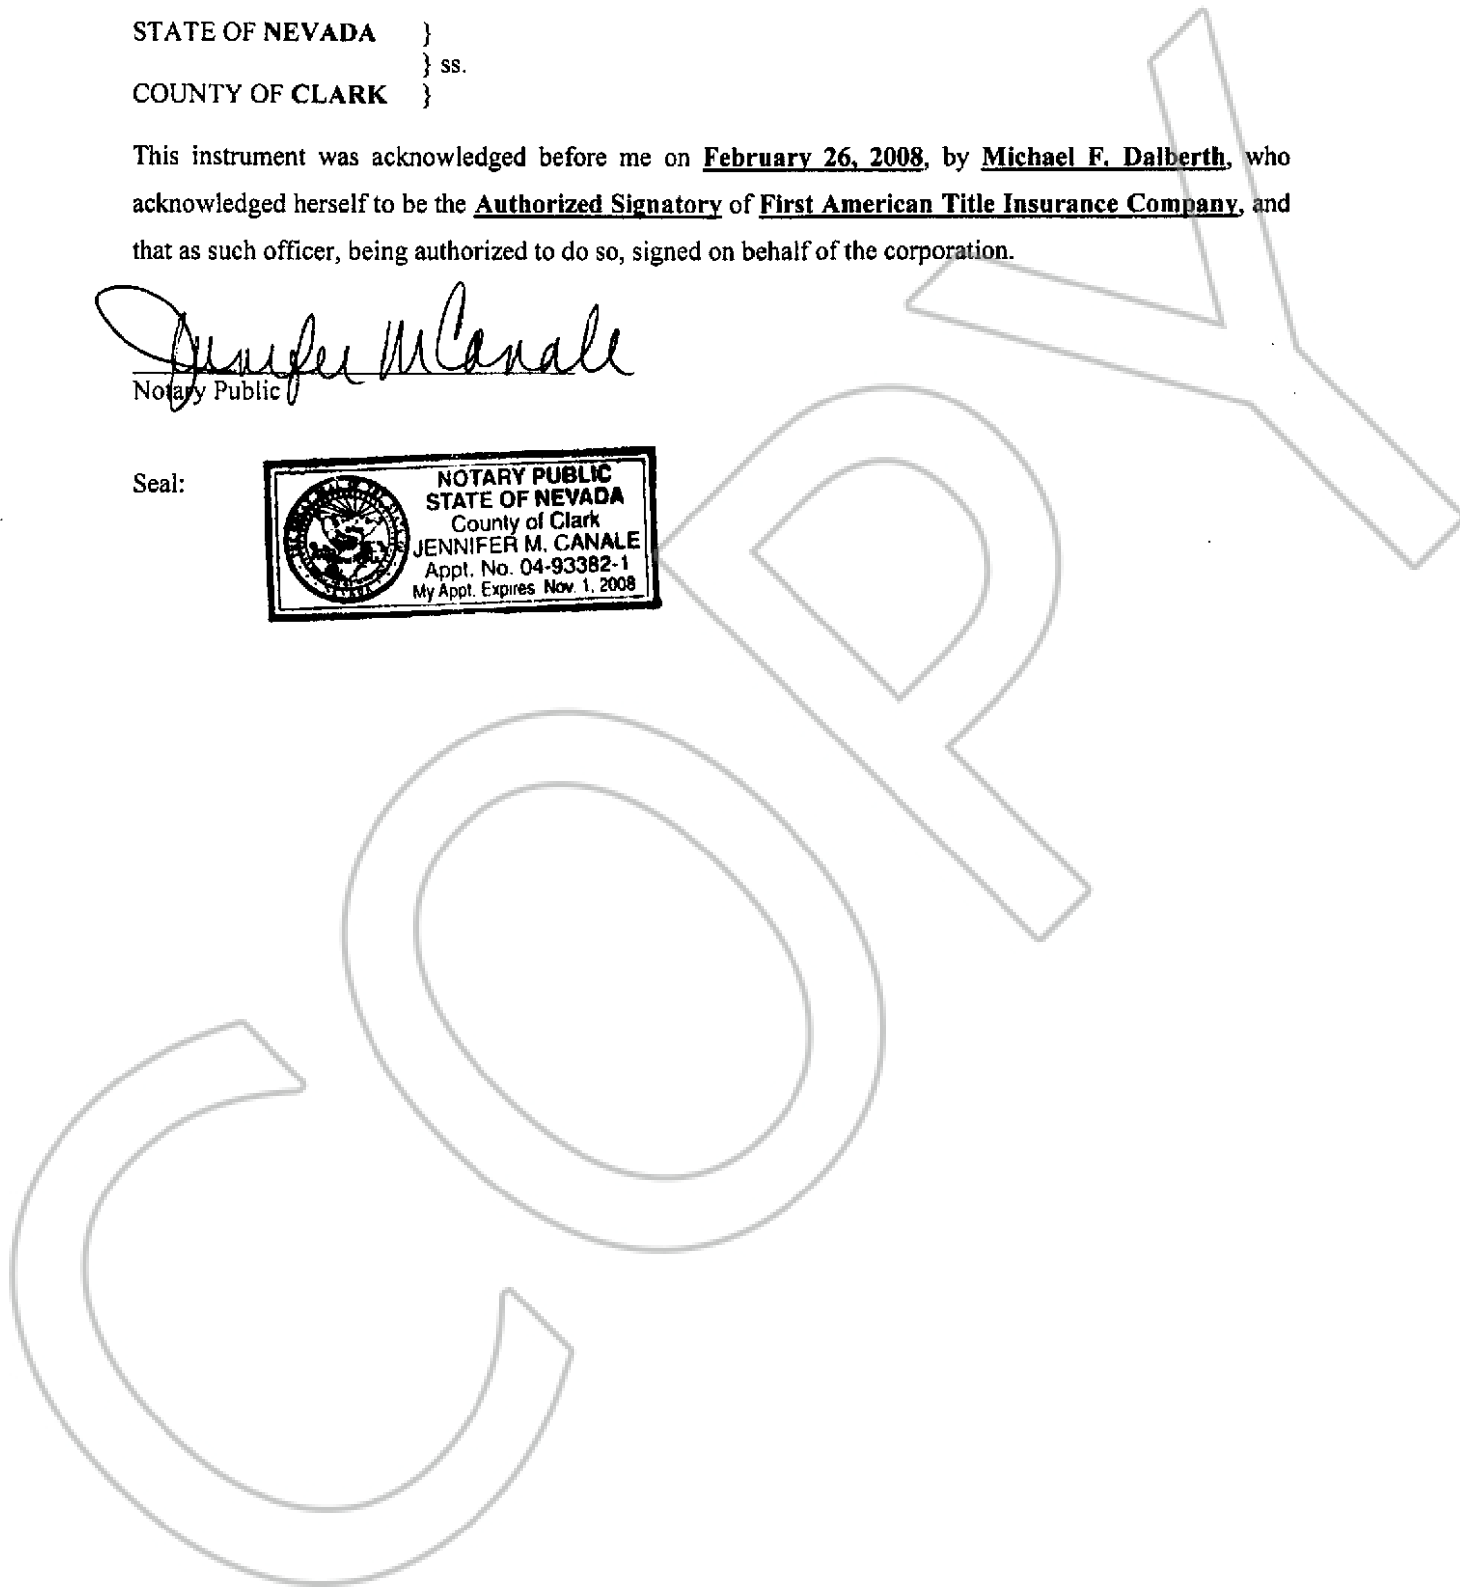 STATE OF NEVADA }
} ss.
COUNTY OF CLARK }
This instrument was acknowledged before me on February 26, 2008, by Michael F. Dalberth, who
acknowledged herself to be the Authorized Signatory of First American Title Insurance Company, and
that as such officer, being authorized to do so, signed on behalf of the corporation.
Jennifer M Canale
Notary Public
Seal:
NOTARY PUBLIC
STATE OF NEVADA
County of Clark
JENNIFER M. CANALE
Appt. No. 04-93382-1
My Appt. Expires Nov. 1, 2008
COPY